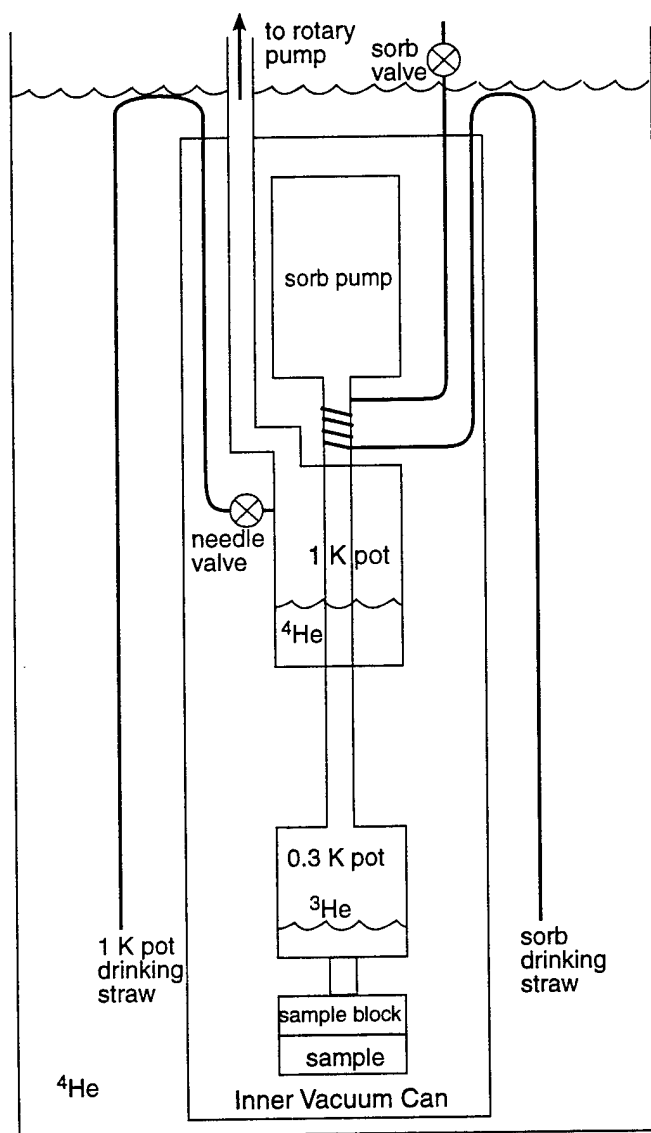 to rotary
pump
sorb
valve
sorb pump
needle
valve
1 K pot
⁴He
0.3 K pot
³He
1 K pot
drinking
straw
sorb
drinking
straw
sample block
sample
⁴He
Inner Vacuum Can